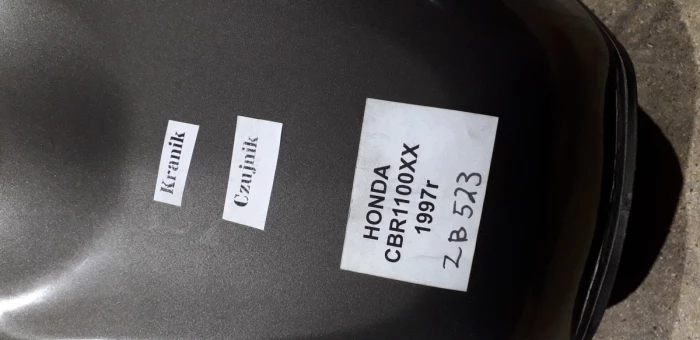 Kranik
Czujnik
HONDA
CBR1100XX
1997r
ZB 523